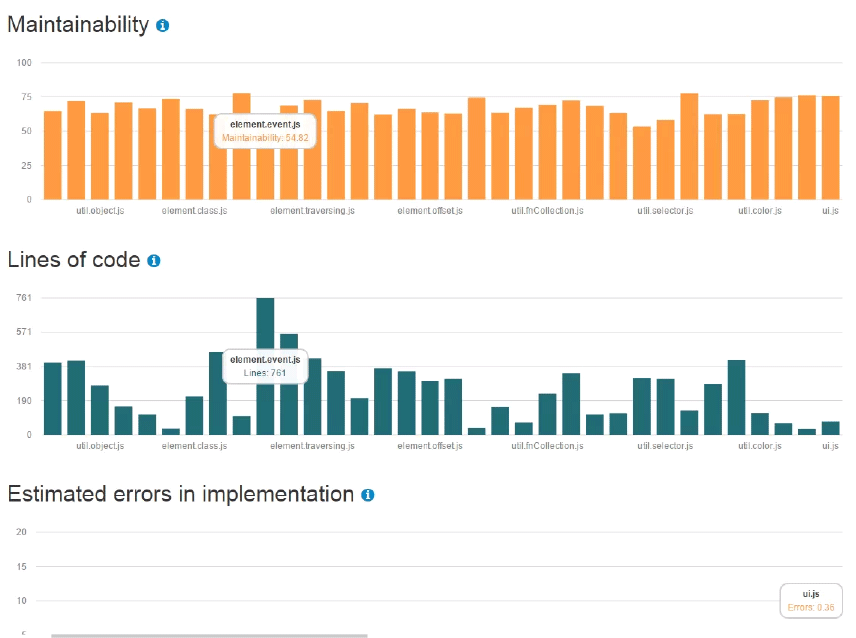 Maintainability
100
75
50
25
0
element.event.js
Maintainability: 54.82
util.object.js element.class.js element.traversing.js element.offset.js util.fnCollection.js util.selector.js util.color.js ui.js
Lines of code
761
571
381
190
0
element.event.js
Lines: 761
util.object.js element.class.js element.traversing.js element.offset.js util.fnCollection.js util.selector.js util.color.js ui.js
Estimated errors in implementation
20
15
10
ui.js
Errors: 0.36